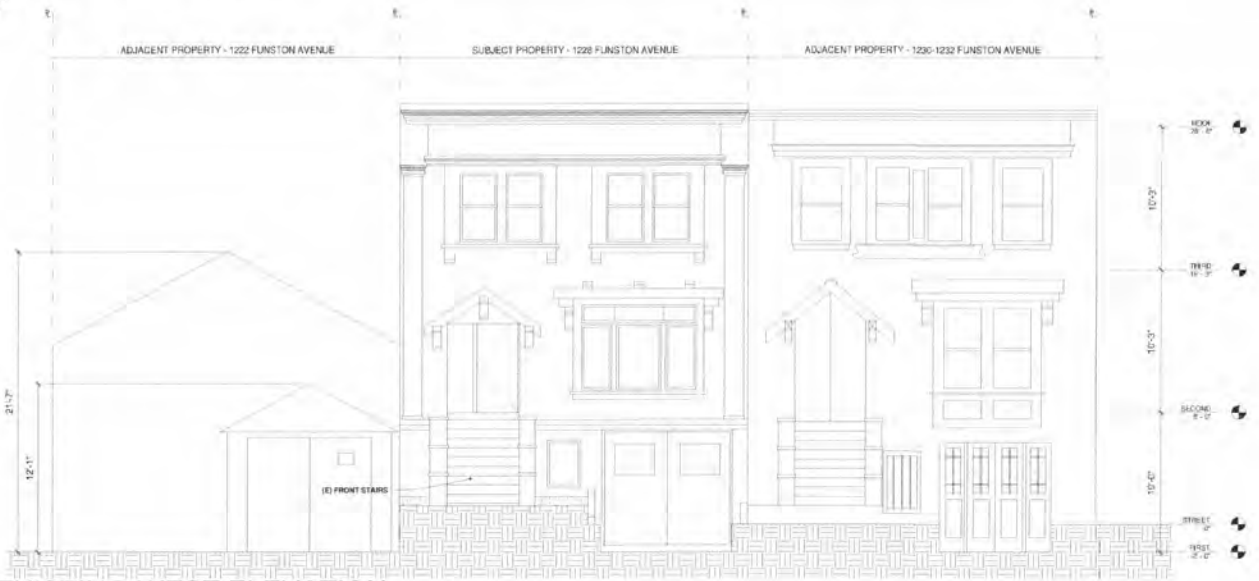 ADJACENT PROPERTY - 1222 FUNSTON AVENUE
SUBJECT PROPERTY - 1228 FUNSTON AVENUE
ADJACENT PROPERTY - 1230-1232 FUNSTON AVENUE
ROOF
10'-3"
THIRD
10'-3"
SECOND
10'-0"
STREET
FIRST
21'-7"
12'-1"
(E) FRONT STAIRS